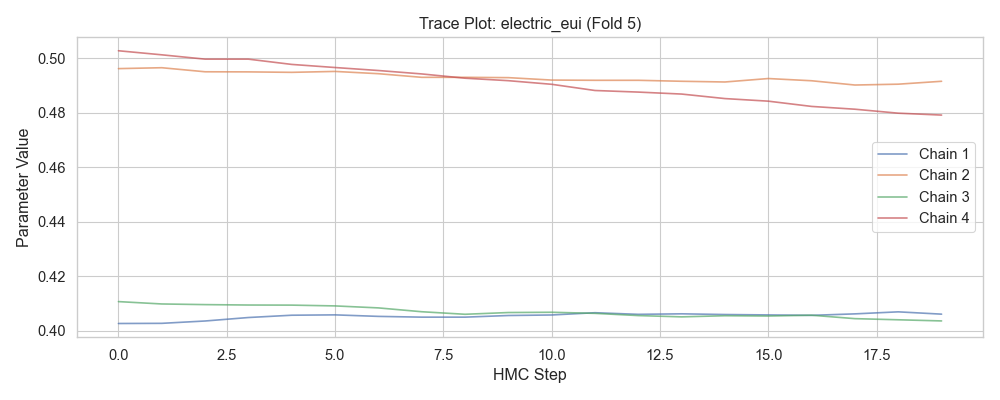 Trace Plot: electric_eui (Fold 5)
Parameter Value
0.50
0.48
0.46
0.44
0.42
0.40
Chain 1
Chain 2
Chain 3
Chain 4
0.0 2.5 5.0 7.5 10.0 12.5 15.0 17.5
HMC Step